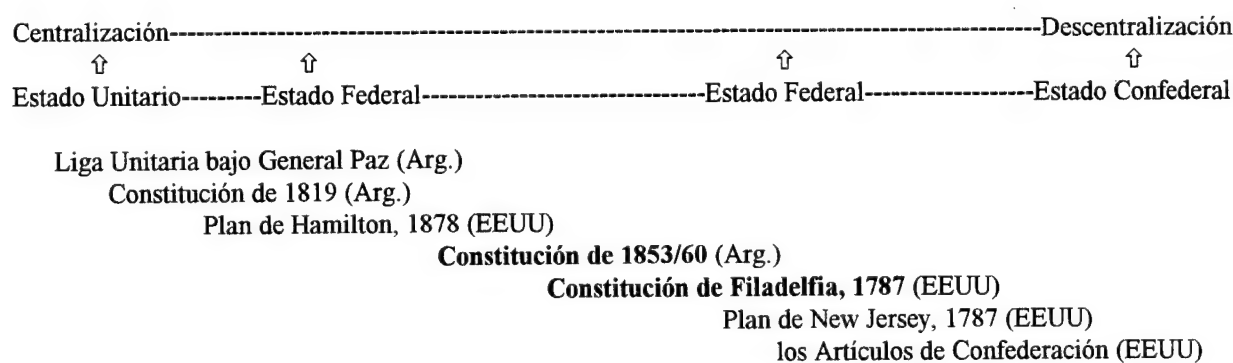 Centralización-----------------------------------------------------------------------------------------------Descentralización
⇧ ⇧ ⇧ ⇧
Estado Unitario---------Estado Federal-------------------------------Estado Federal-------------------Estado Confederal
Liga Unitaria bajo General Paz (Arg.)
Constitución de 1819 (Arg.)
Plan de Hamilton, 1878 (EEUU)
Constitución de 1853/60 (Arg.)
Constitución de Filadelfia, 1787 (EEUU)
Plan de New Jersey, 1787 (EEUU)
los Artículos de Confederación (EEUU)